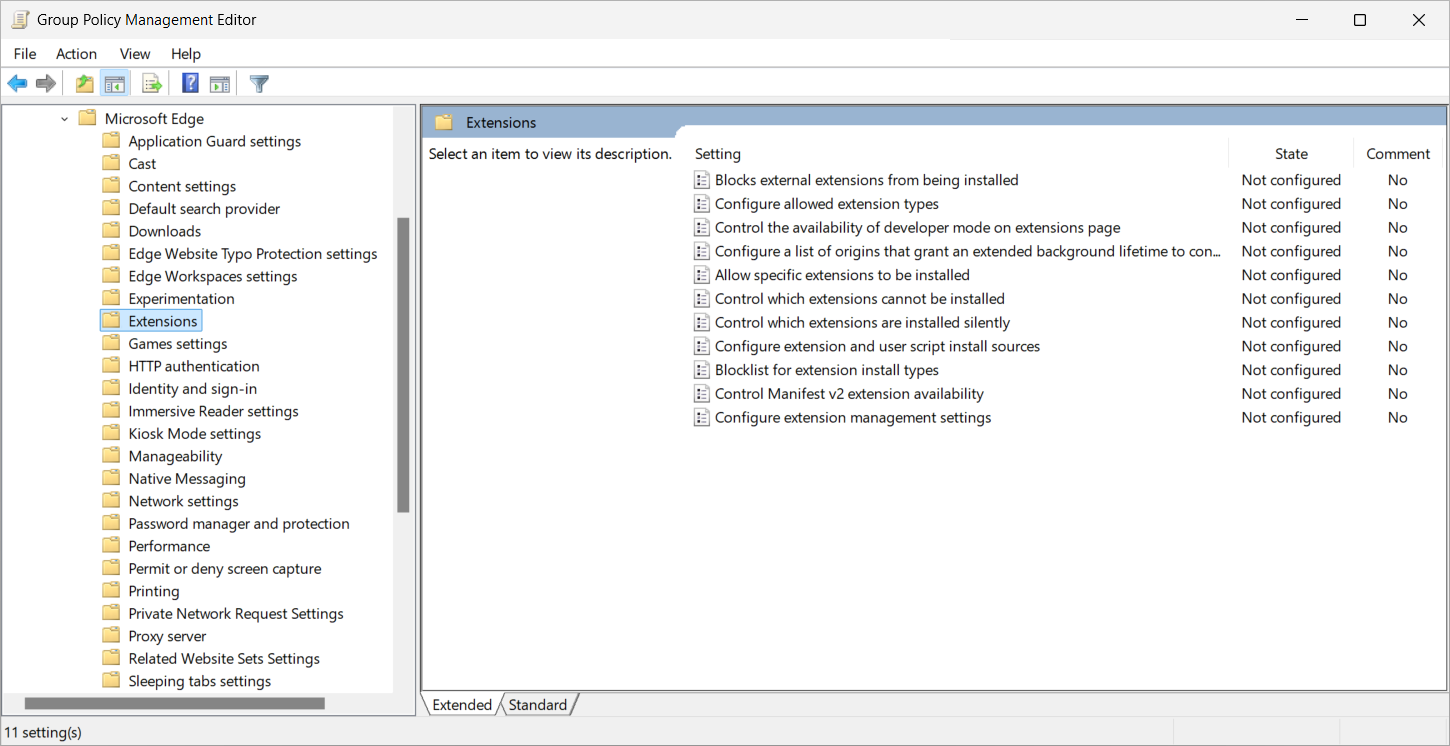 Group Policy Management Editor
File Action View Help
Microsoft Edge
Application Guard settings
Cast
Content settings
Default search provider
Downloads
Edge Website Typo Protection settings
Edge Workspaces settings
Experimentation
Extensions
Games settings
HTTP authentication
Identity and sign-in
Immersive Reader settings
Kiosk Mode settings
Manageability
Native Messaging
Network settings
Password manager and protection
Performance
Permit or deny screen capture
Printing
Private Network Request Settings
Proxy server
Related Website Sets Settings
Sleeping tabs settings
Extensions
Select an item to view its description.
Setting State Comment
Blocks external extensions from being installed Not configured No
Configure allowed extension types Not configured No
Control the availability of developer mode on extensions page Not configured No
Configure a list of origins that grant an extended background lifetime to con... Not configured No
Allow specific extensions to be installed Not configured No
Control which extensions cannot be installed Not configured No
Control which extensions are installed silently Not configured No
Configure extension and user script install sources Not configured No
Blocklist for extension install types Not configured No
Control Manifest v2 extension availability Not configured No
Configure extension management settings Not configured No
Extended Standard
11 setting(s)